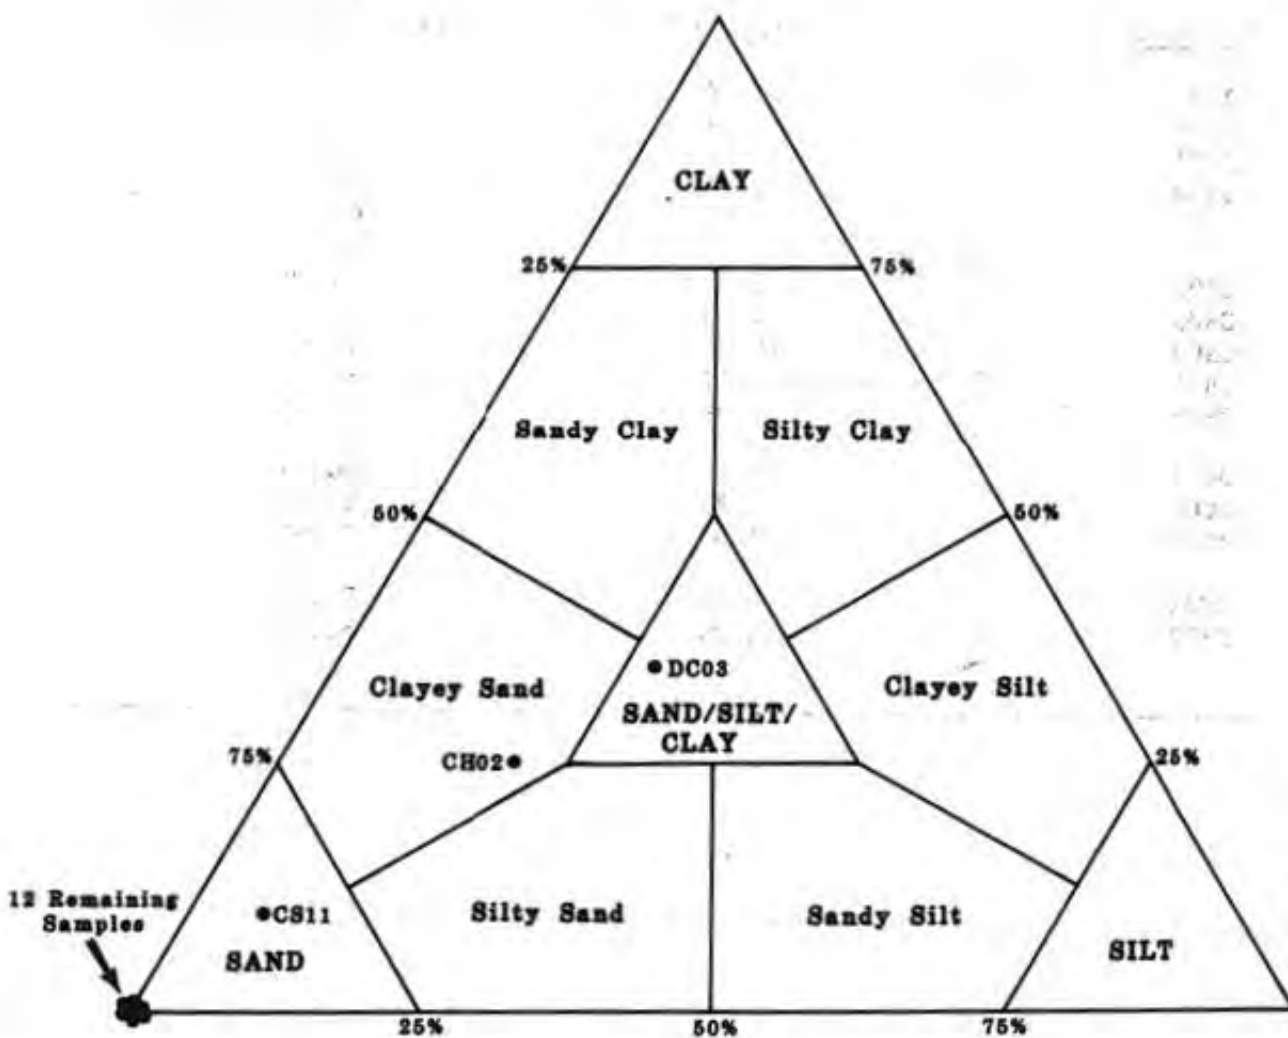 CLAY
25%
75%
Sandy Clay
Silty Clay
50%
50%
DC03
Clayey Sand
Clayey Silt
SAND/SILT/
CLAY
75%
CH02
25%
12 Remaining
Samples
CS11
Silty Sand
Sandy Silt
SAND
SILT
25%
50%
75%